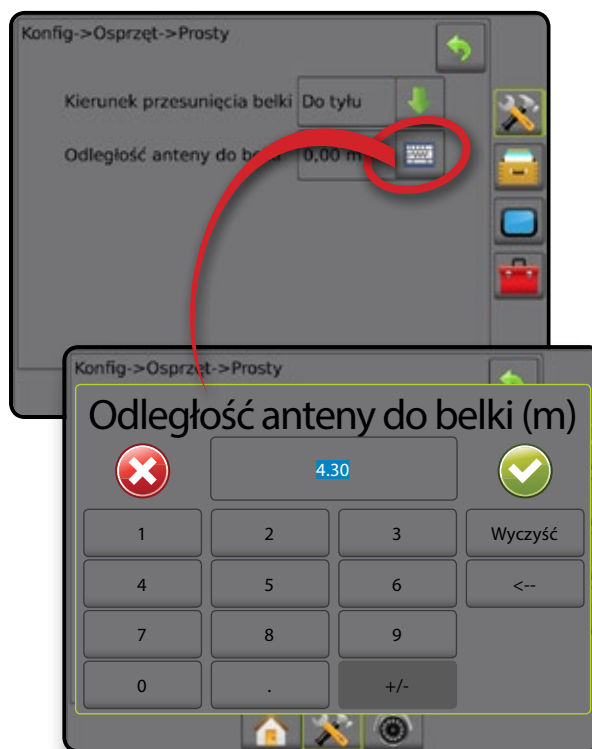 Konfig->Osprzęt->Prosty
Kierunek przesunięcia belki Do tyłu
Odległość anteny do belki 0,00 m
Konfig->Osprzęt->Prosty
Odległość anteny do belki (m)
4.30
1 2 3 Wyczyść
4 5 6 <--
7 8 9
0 . +/-